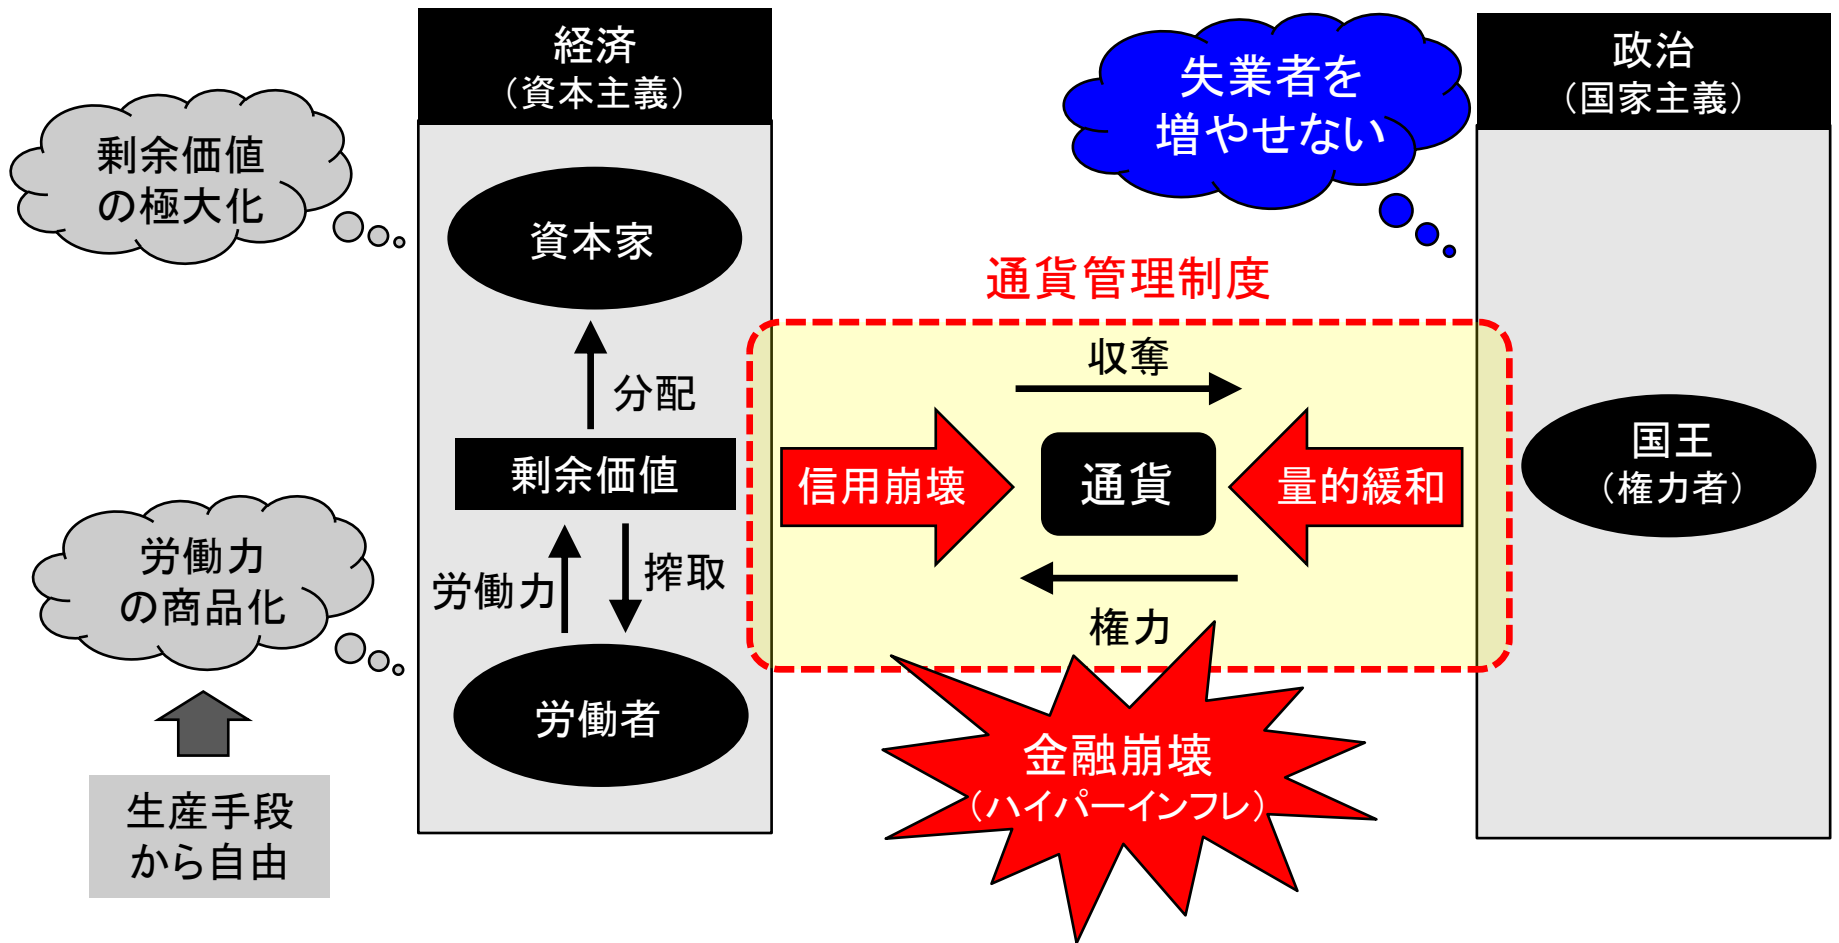 経済
（資本主義）
失業者を
増やせない
政治
（国家主義）
剰余価値
の極大化
資本家
通貨管理制度
収奪
分配
国王
（権力者）
剰余価値
信用崩壊
通貨
量的緩和
労働力
の商品化
労働力
搾取
権力
労働者
金融崩壊
（ハイパーインフレ）
生産手段
から自由